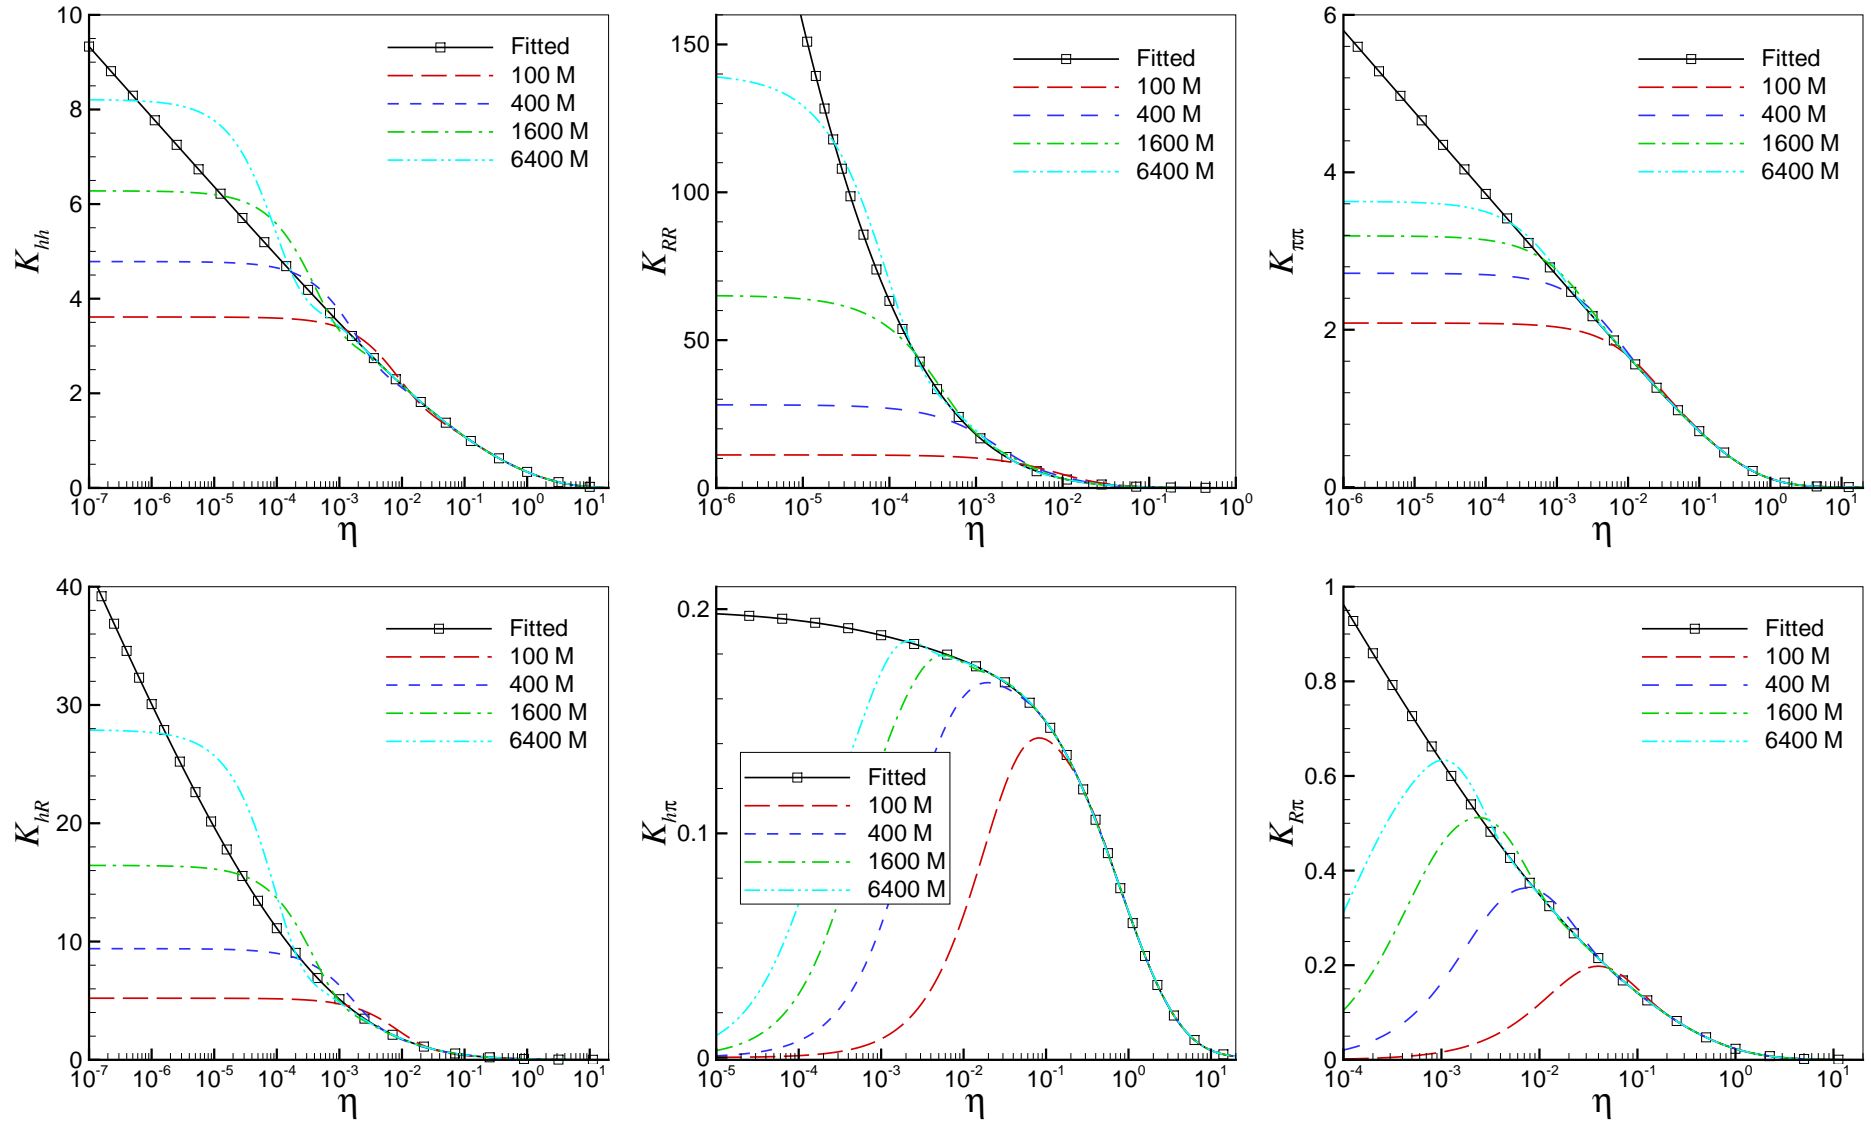 K_hh
10
8
6
4
2
0
Fitted
100 M
400 M
1600 M
6400 M
10^-7 10^-6 10^-5 10^-4 10^-3 10^-2 10^-1 10^0 10^1
η
K_RR
150
100
50
0
Fitted
100 M
400 M
1600 M
6400 M
10^-6 10^-5 10^-4 10^-3 10^-2 10^-1 10^0
η
K_ππ
6
4
2
0
Fitted
100 M
400 M
1600 M
6400 M
10^-6 10^-5 10^-4 10^-3 10^-2 10^-1 10^0 10^1
η
K_hR
40
30
20
10
0
Fitted
100 M
400 M
1600 M
6400 M
10^-7 10^-6 10^-5 10^-4 10^-3 10^-2 10^-1 10^0 10^1
η
K_hπ
0.2
0.1
0
Fitted
100 M
400 M
1600 M
6400 M
10^-5 10^-4 10^-3 10^-2 10^-1 10^0 10^1
η
K_Rπ
1
0.8
0.6
0.4
0.2
0
Fitted
100 M
400 M
1600 M
6400 M
10^-4 10^-3 10^-2 10^-1 10^0 10^1
η